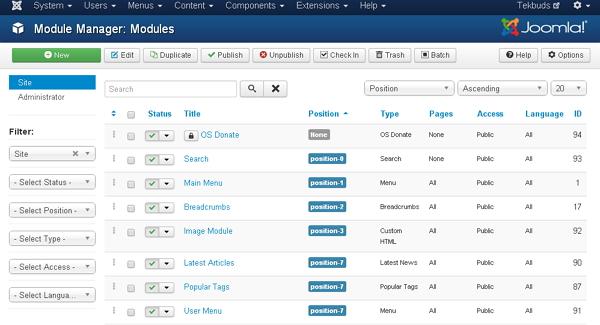 System Users Menus Content Components Extensions Help Tekbuds
Module Manager: Modules Joomla!
New Edit Duplicate Publish Unpublish Check In Trash Batch Help Options
Site
Administrator
Filter:
Site
- Select Status -
- Select Position -
- Select Type -
- Select Access -
- Select Langua...
Search Position Ascending 20
Status Title Position Type Pages Access Language ID
OS Donate None OS Donate None Public All 94
Search position-0 Search None Public All 93
Main Menu position-1 Menu All Public All 1
Breadcrumbs position-2 Breadcrumbs All Public All 17
Image Module position-3 Custom HTML All Public All 92
Latest Articles position-7 Latest News All Public All 90
Popular Tags position-7 Popular Tags All Public All 87
User Menu position-7 Menu All Public All 91